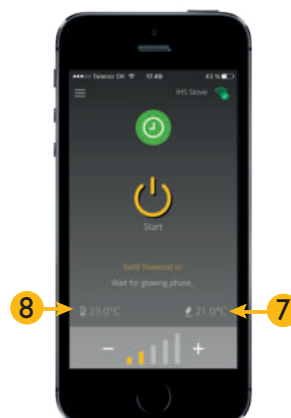 Telenor DK 17.49 43 %
IHS Stove
Start
Refill firewood in:
Wait for glowing phase.
8 23.0°C 21.0°C 7
− +